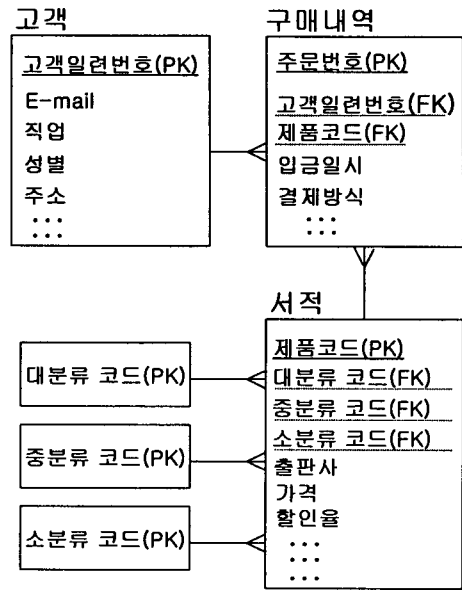 고객
고객일련번호(PK)
E-mail
직업
성별
주소
구매내역
주문번호(PK)
고객일련번호(FK)
제품코드(FK)
입금일시
결제방식
서적
제품코드(PK)
대분류 코드(FK)
중분류 코드(FK)
소분류 코드(FK)
출판사
가격
할인율
대분류 코드(PK)
중분류 코드(PK)
소분류 코드(PK)